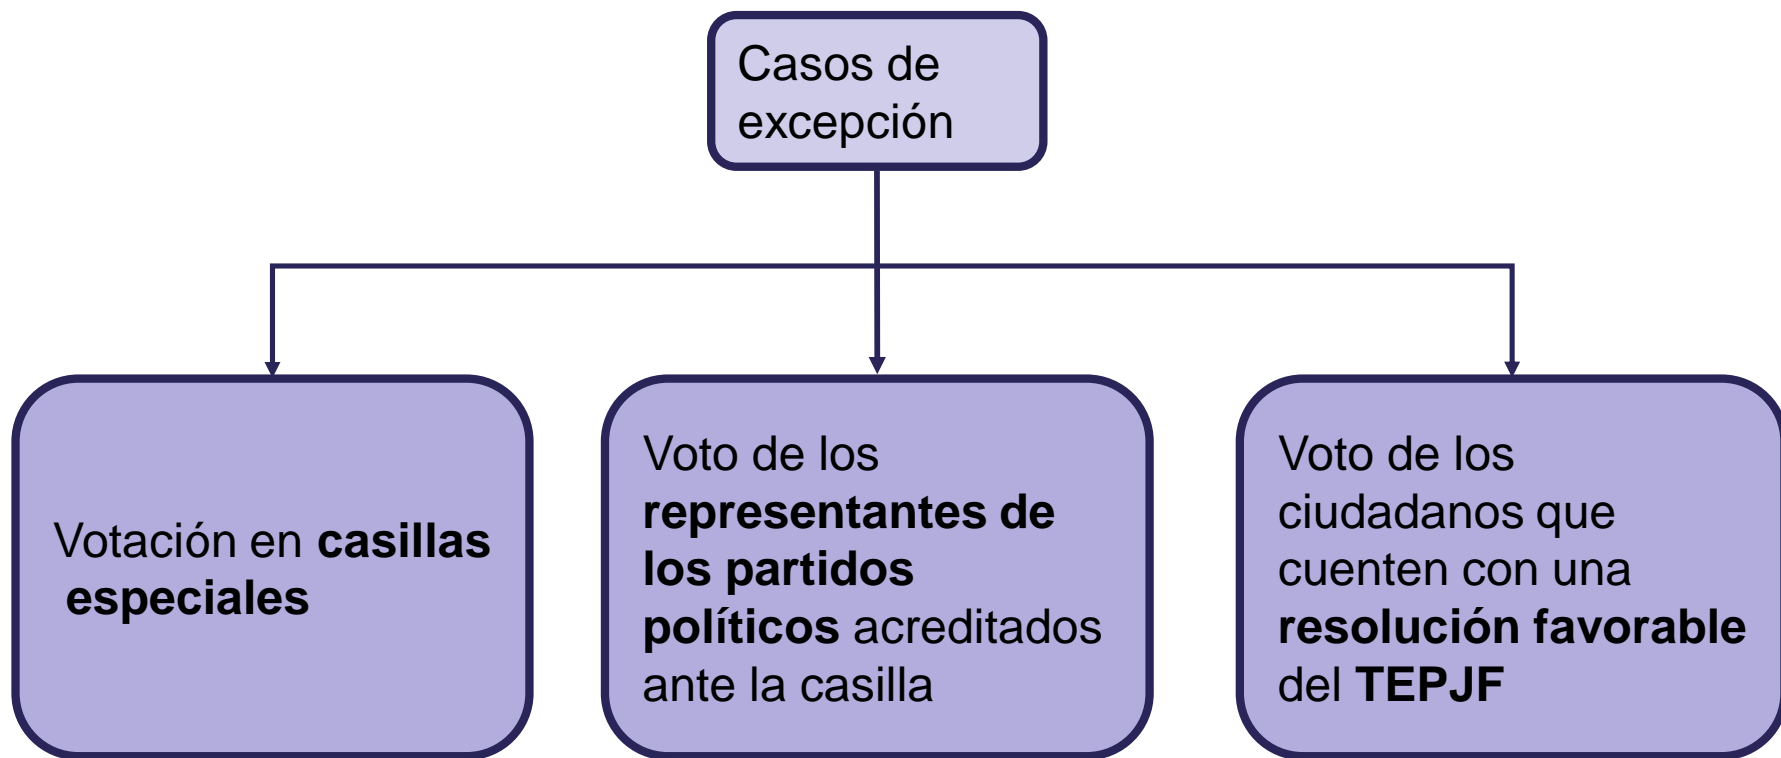 Casos de
excepción
Votación en casillas
especiales
Voto de los
representantes de
los partidos
políticos acreditados
ante la casilla
Voto de los
ciudadanos que
cuenten con una
resolución favorable
del TEPJF